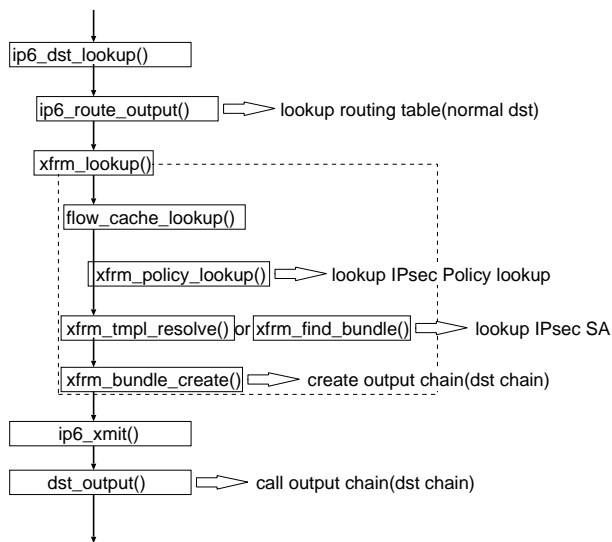 ip6_dst_lookup()
ip6_route_output() lookup routing table(normal dst)
xfrm_lookup()
flow_cache_lookup()
xfrm_policy_lookup() lookup IPsec Policy lookup
xfrm_tmpl_resolve() or xfrm_find_bundle() lookup IPsec SA
xfrm_bundle_create() create output chain(dst chain)
ip6_xmit()
dst_output() call output chain(dst chain)